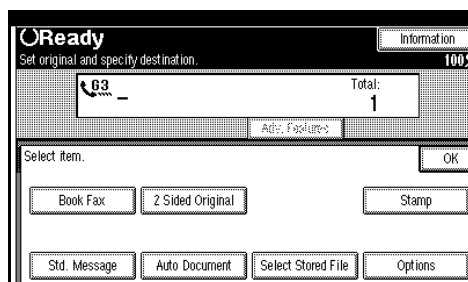 Ready
Information
Set original and specify destination.
100%
G3
Total:
1
Adv. Features
Select item.
OK
Book Fax
2 Sided Original
Stamp
Std. Message
Auto Document
Select Stored File
Options